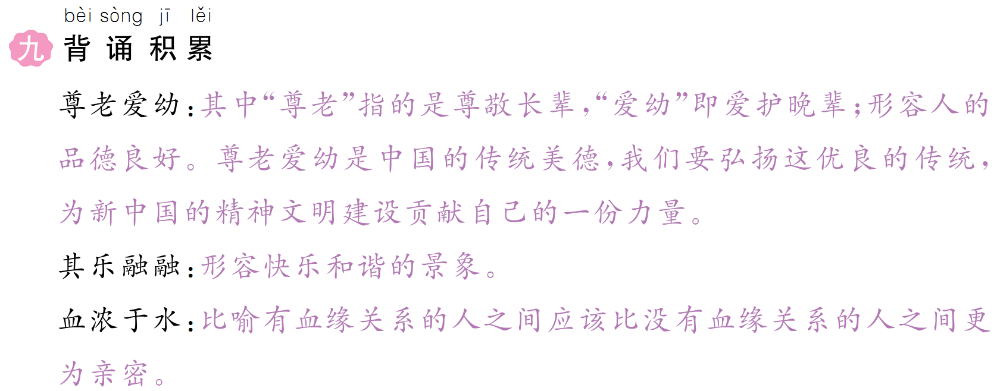 bèi sòng jī lěi
九 背诵积累
尊老爱幼：其中“尊老”指的是尊敬长辈，“爱幼”即爱护晚辈；形容人的
品德良好。尊老爱幼是中国的传统美德，我们要弘扬这优良的传统，
为新中国的精神文明建设贡献自己的一份力量。
其乐融融：形容快乐和谐的景象。
血浓于水：比喻有血缘关系的人之间应该比没有血缘关系的人之间更
为亲密。